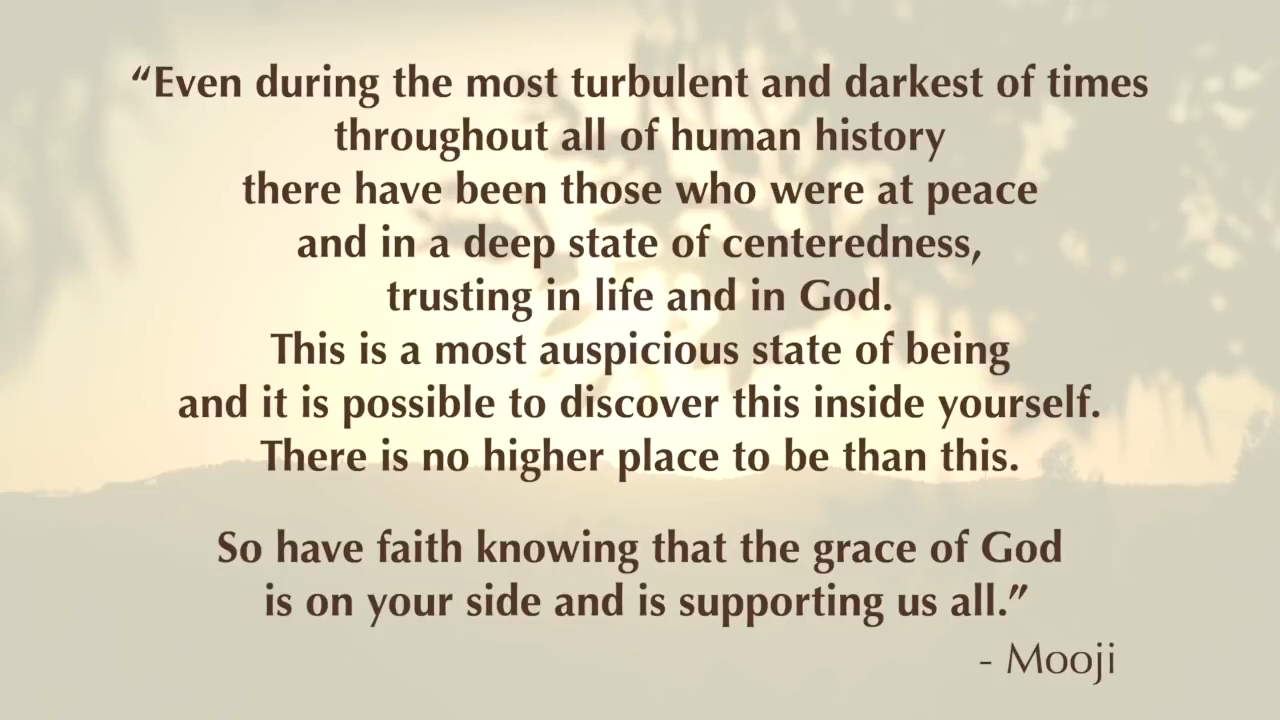 “Even during the most turbulent and darkest of times
throughout all of human history
there have been those who were at peace
and in a deep state of centeredness,
trusting in life and in God.
This is a most auspicious state of being
and it is possible to discover this inside yourself.
There is no higher place to be than this.
So have faith knowing that the grace of God
is on your side and is supporting us all.”
- Mooji